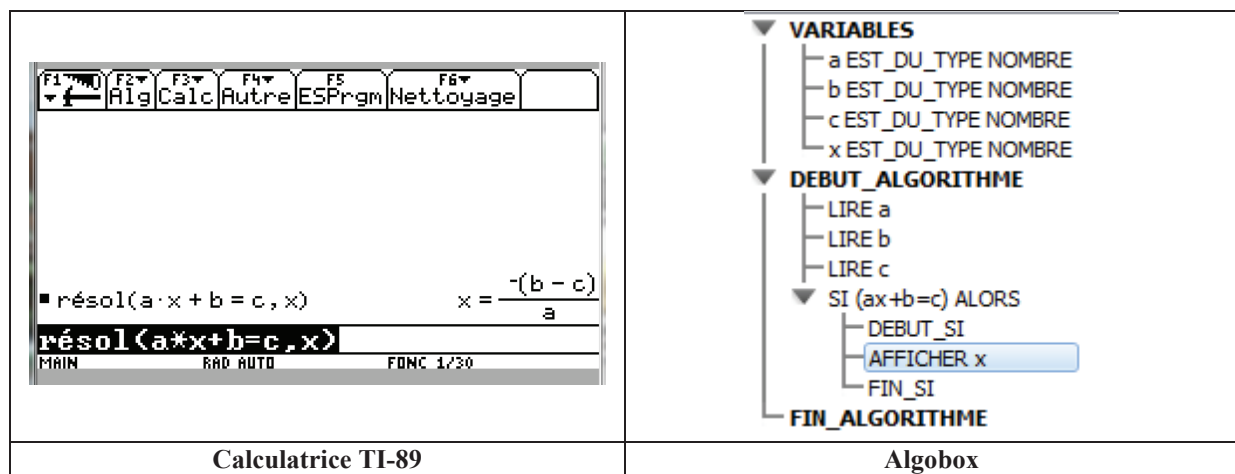 F1 F2 F3 F4 F5 F6
Alg Calc Autre ESPrgm Nettoyage
résol(a·x+b=c,x) x = -(b-c)
a
résol(a*x+b=c,x)
MAIN RAD AUTO FONC 1/30
Calculatrice TI-89
VARIABLES
a EST_DU_TYPE NOMBRE
b EST_DU_TYPE NOMBRE
c EST_DU_TYPE NOMBRE
x EST_DU_TYPE NOMBRE
DEBUT_ALGORITHME
LIRE a
LIRE b
LIRE c
SI (ax+b=c) ALORS
DEBUT_SI
AFFICHER x
FIN_SI
FIN_ALGORITHME
Algobox